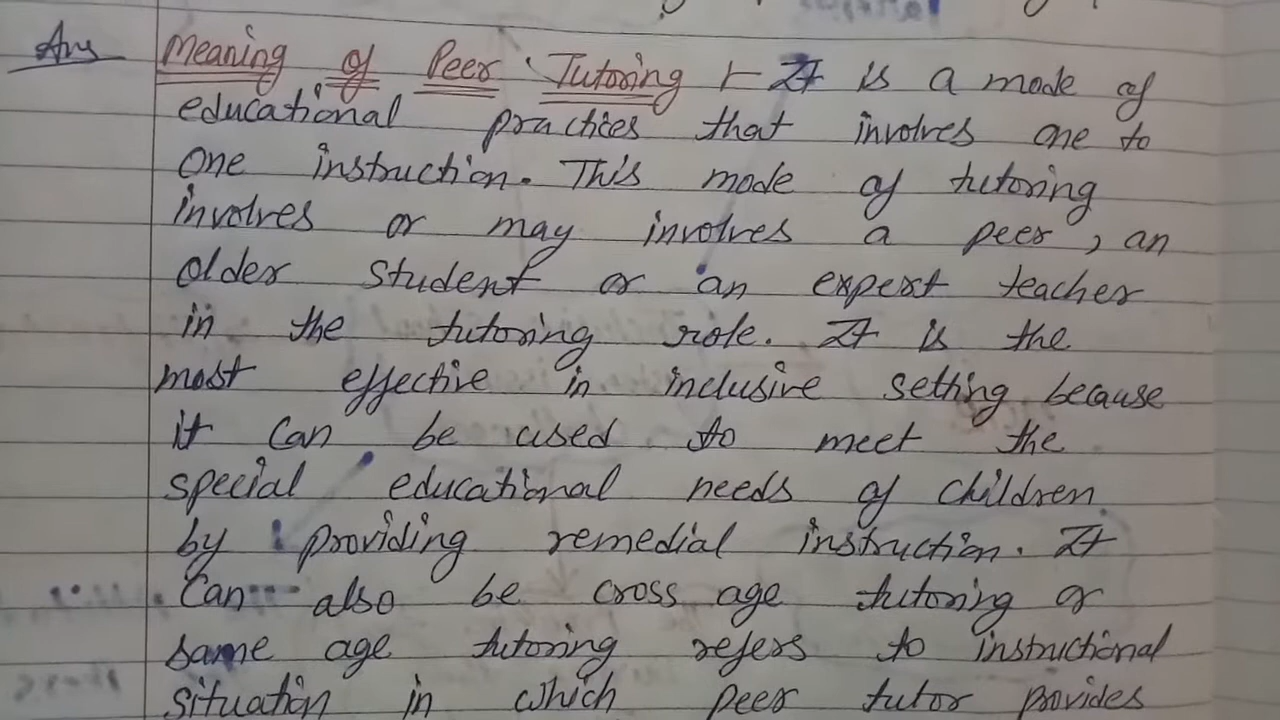 Ans Meaning of Peer Tutoring :- It is a mode of
educational practices that involves one to
one instruction. This mode of tutoring
involves or may involves a peer, an
older student or an expert teacher
in the tutoring role. It is the
most effective in inclusive setting because
it can be used to meet the
special educational needs of children
by providing remedial instruction. It
Can also be cross age tutoring or
same age tutoring refers to instructional
situation in which peer tutor provides